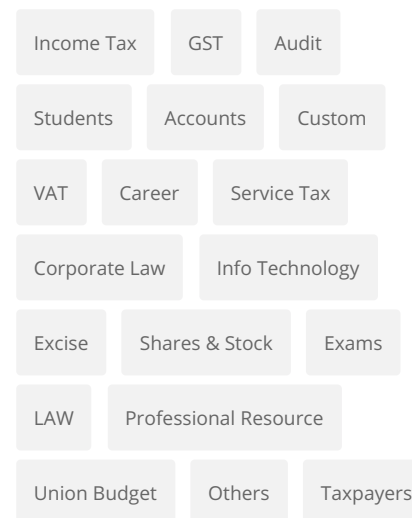 Income Tax GST Audit
Students Accounts Custom
VAT Career Service Tax
Corporate Law Info Technology
Excise Shares & Stock Exams
LAW Professional Resource
Union Budget Others Taxpayers